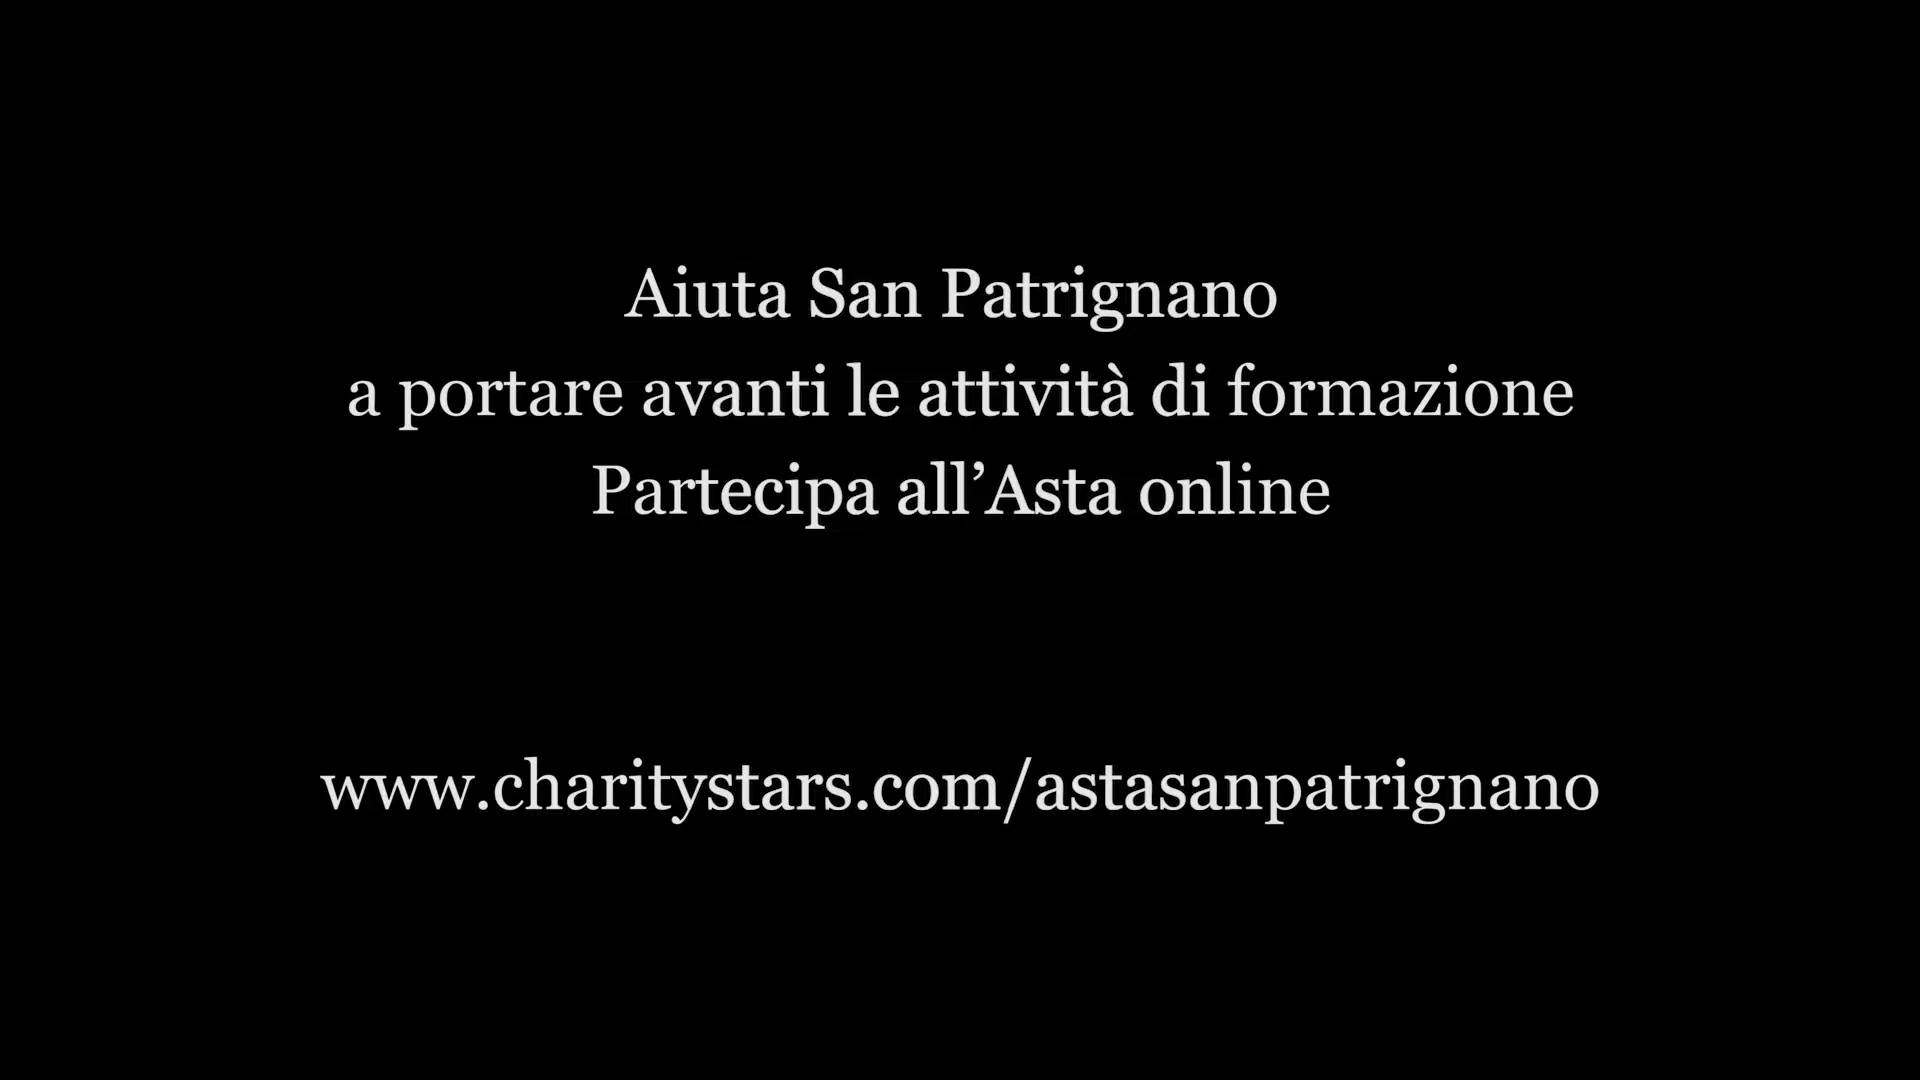 Aiuta San Patrignano
a portare avanti le attività di formazione
Partecipa all’Asta online
www.charitystars.com/astasanpatrignano